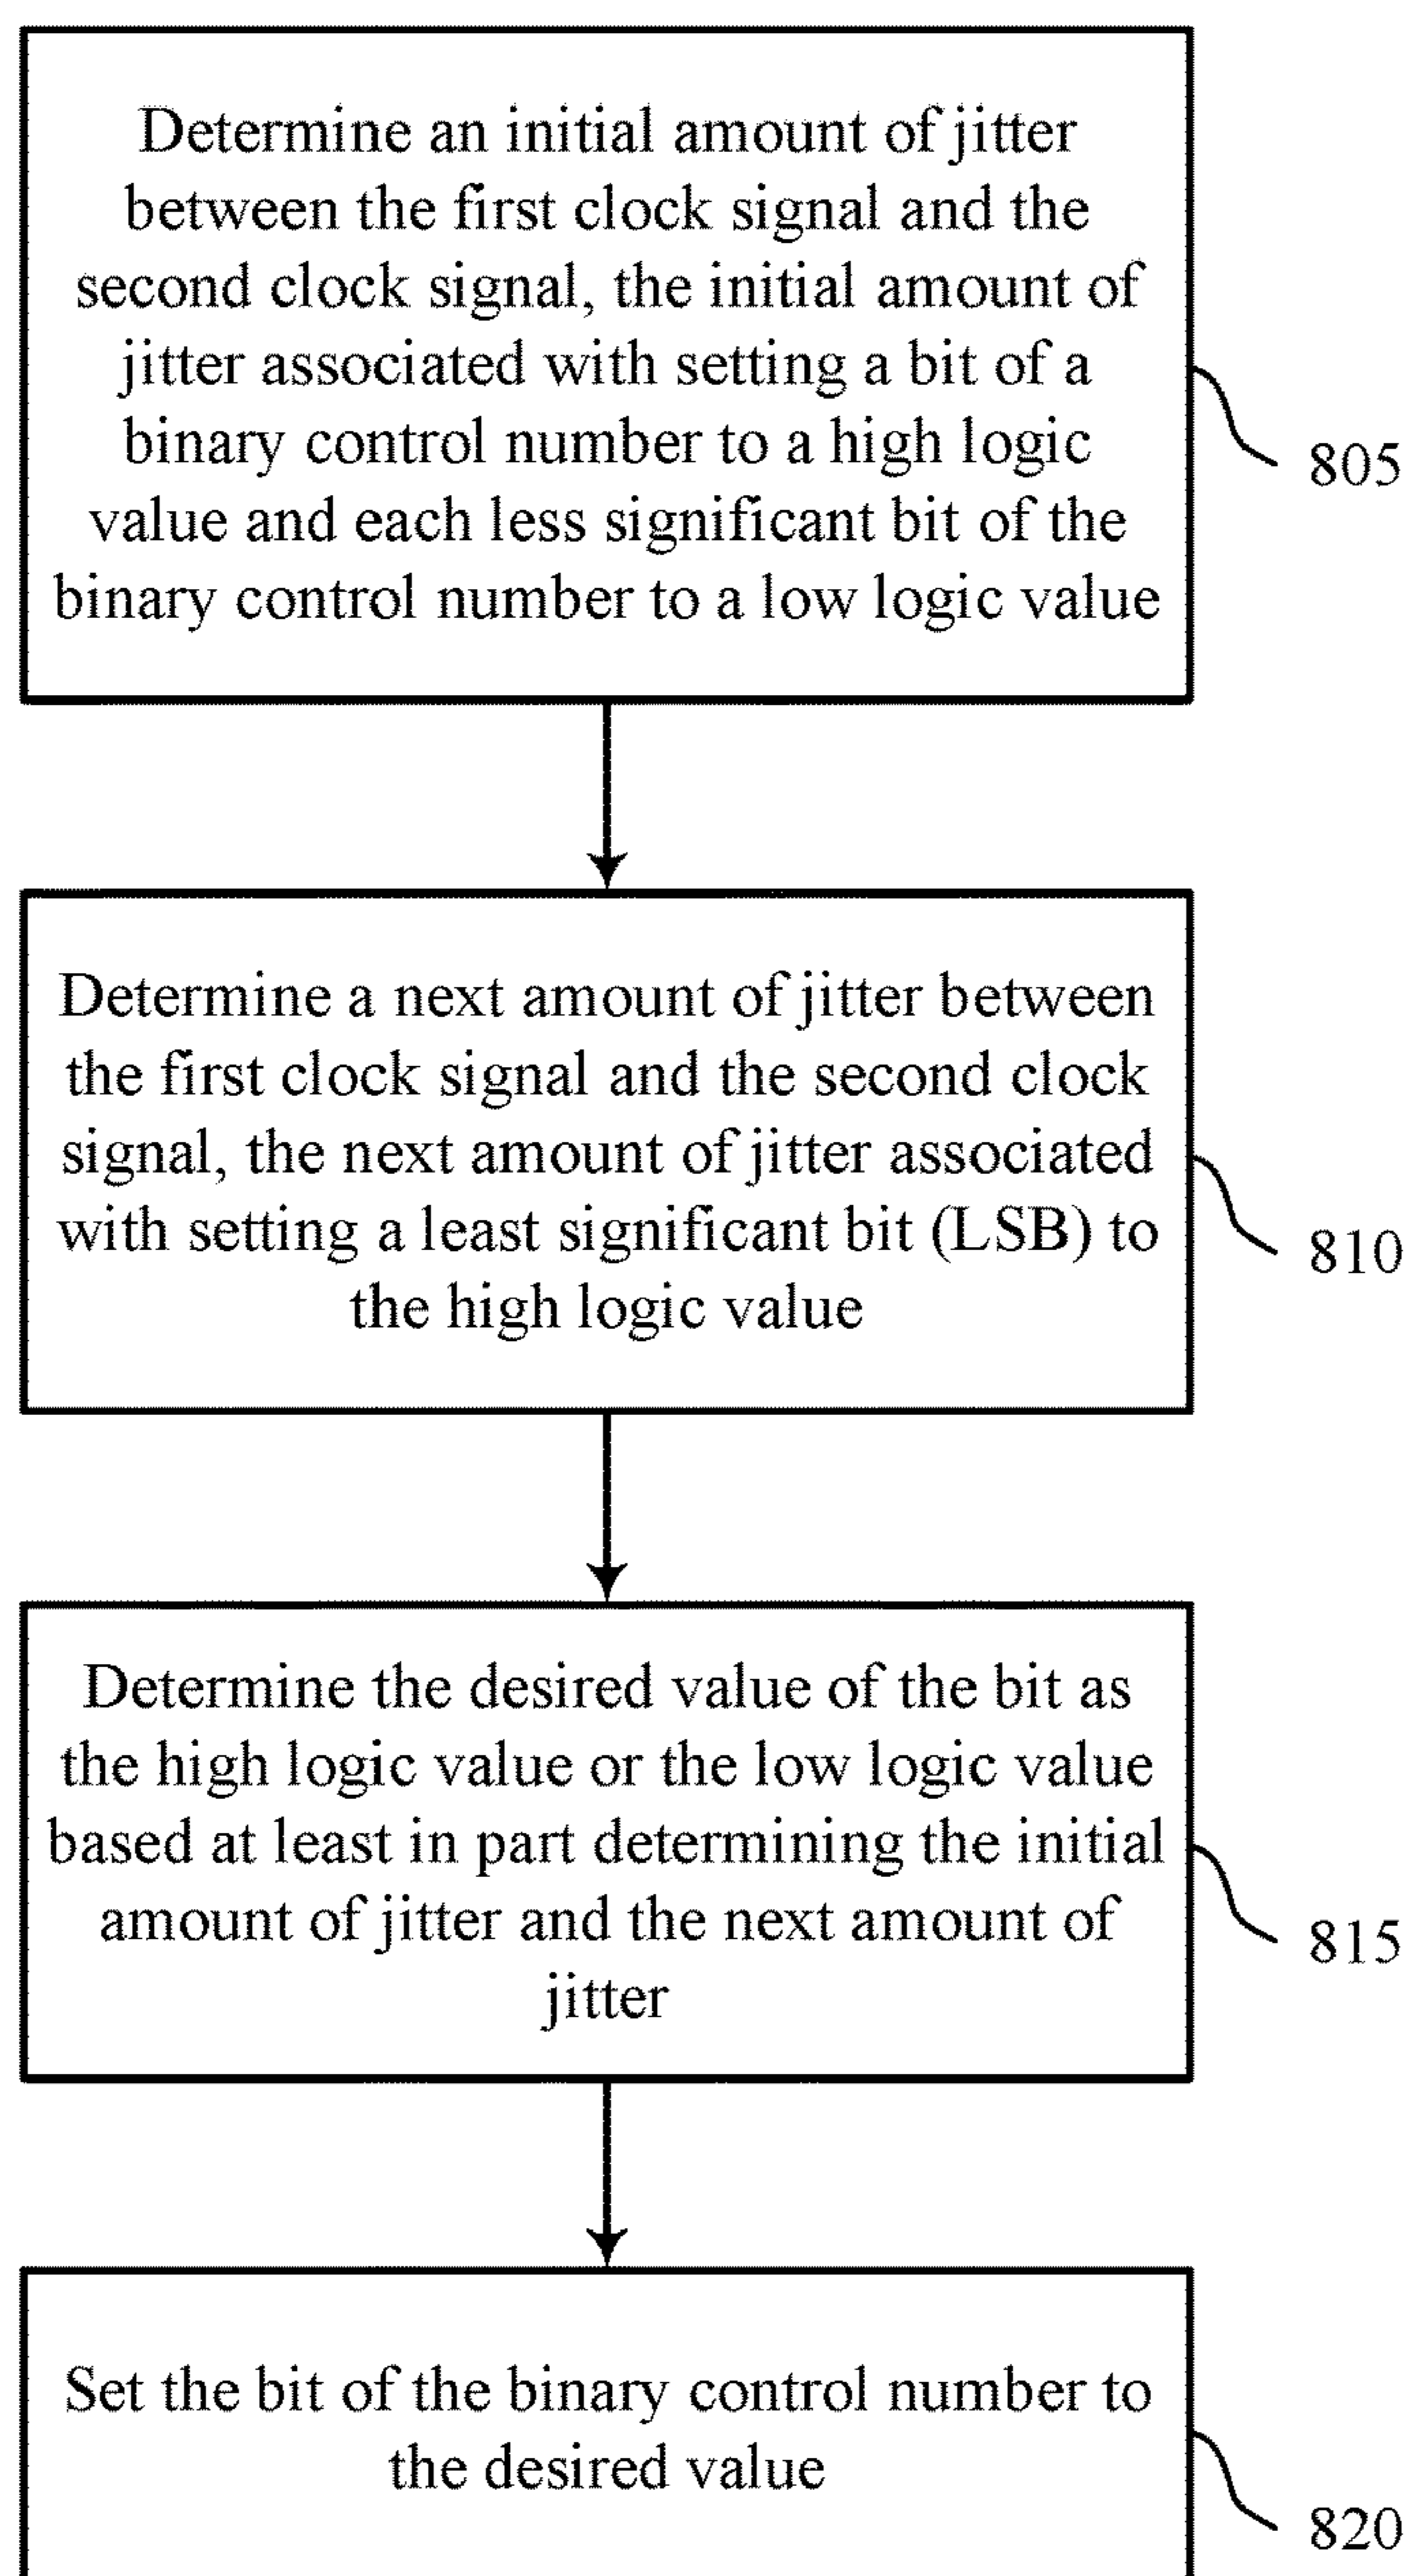 Determine an initial amount of jitter
between the first clock signal and the
second clock signal, the initial amount of
jitter associated with setting a bit of a
binary control number to a high logic
value and each less significant bit of the
binary control number to a low logic value
805
Determine a next amount of jitter between
the first clock signal and the second clock
signal, the next amount of jitter associated
with setting a least significant bit (LSB) to
the high logic value
810
Determine the desired value of the bit as
the high logic value or the low logic value
based at least in part determining the initial
amount of jitter and the next amount of
jitter
815
Set the bit of the binary control number to
the desired value
820